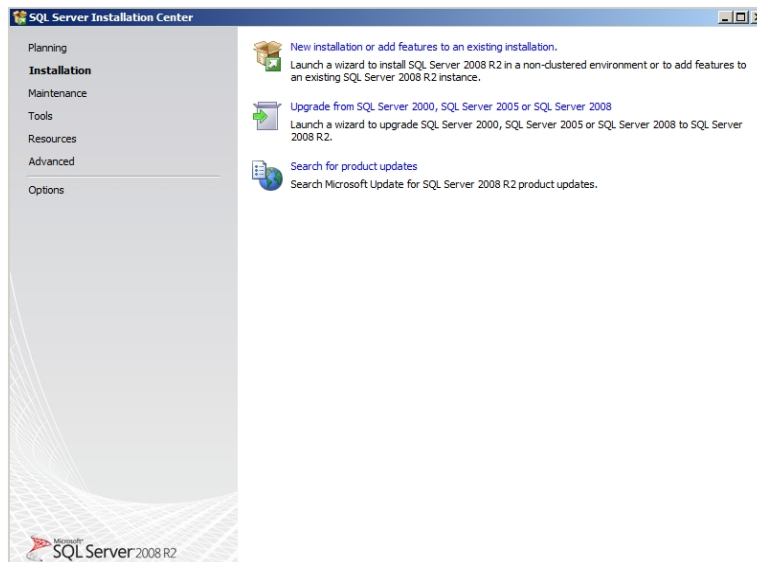 SQL Server Installation Center
Planning
Installation
Maintenance
Tools
Resources
Advanced
Options
New installation or add features to an existing installation.
Launch a wizard to install SQL Server 2008 R2 in a non-clustered environment or to add features to
an existing SQL Server 2008 R2 instance.
Upgrade from SQL Server 2000, SQL Server 2005 or SQL Server 2008
Launch a wizard to upgrade SQL Server 2000, SQL Server 2005 or SQL Server 2008 to SQL Server
2008 R2.
Search for product updates
Search Microsoft Update for SQL Server 2008 R2 product updates.
Microsoft
SQL Server 2008 R2